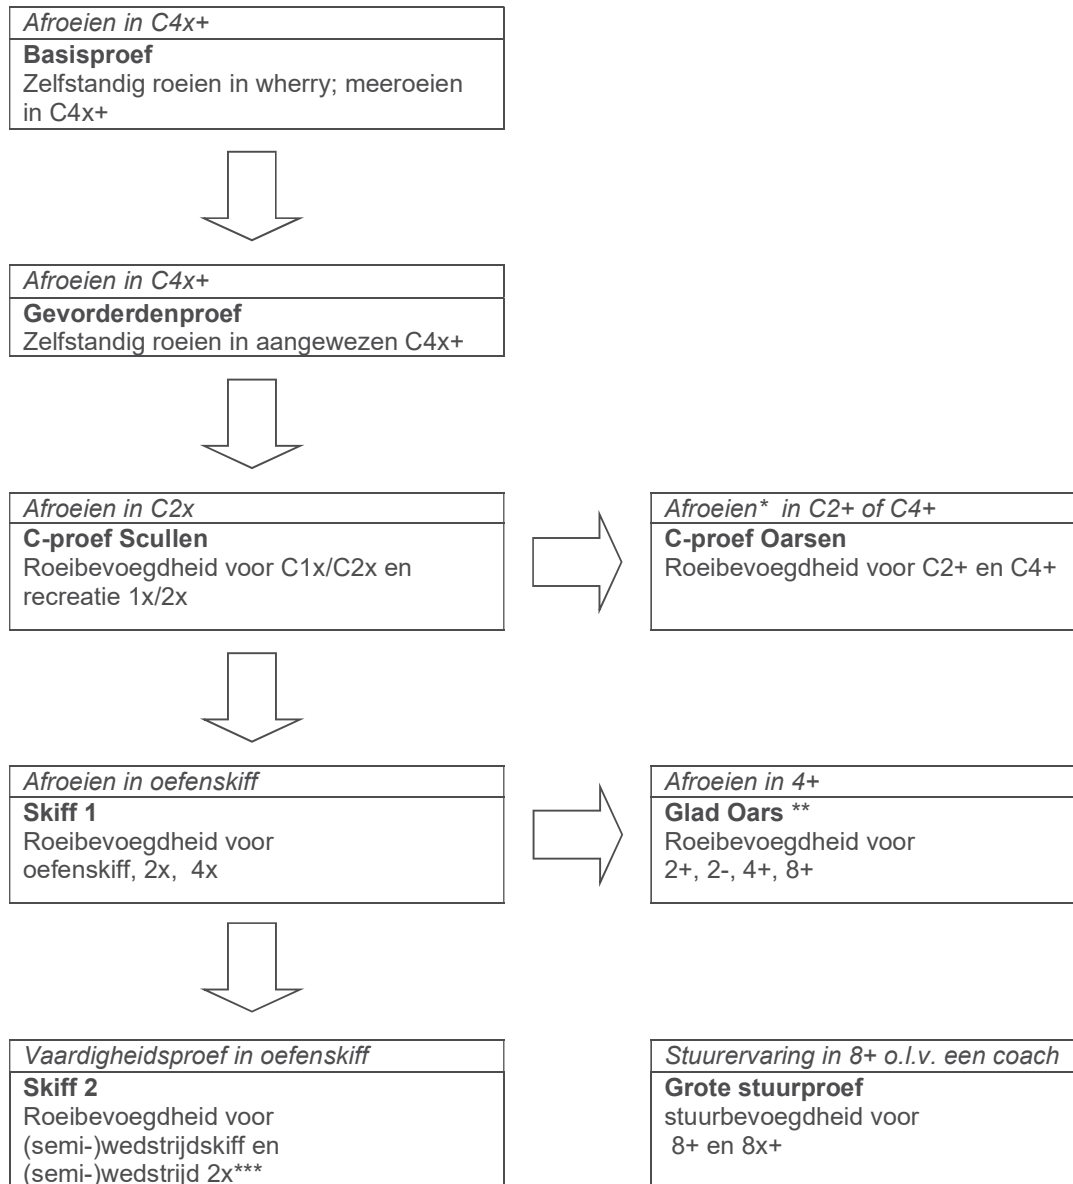 Afroeien in C4x+
Basisproef
Zelfstandig roeien in wherry; meeroeien
in C4x+
Afroeien in C4x+
Gevorderdenproef
Zelfstandig roeien in aangewezen C4x+
Afroeien in C2x
C-proef Scullen
Roeibevoegdheid voor C1x/C2x en
recreatie 1x/2x
Afroeien* in C2+ of C4+
C-proef Oarsen
Roeibevoegdheid voor C2+ en C4+
Afroeien in oefenskiff
Skiff 1
Roeibevoegdheid voor
oefenskiff, 2x, 4x
Afroeien in 4+
Glad Oars **
Roeibevoegdheid voor
2+, 2-, 4+, 8+
Vaardigheidsproef in oefenskiff
Skiff 2
Roeibevoegdheid voor
(semi-)wedstrijdskiff en
(semi-)wedstrijd 2x***
Stuurervaring in 8+ o.l.v. een coach
Grote stuurproef
stuurbevoegdheid voor
8+ en 8x+